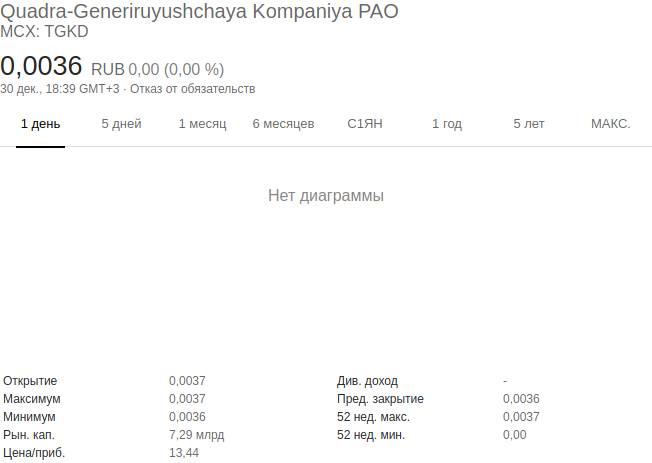 Quadra-Generiruyushchaya Kompaniya PAO
MCX: TGKD
0,0036 RUB 0,00 (0,00 %)
30 дек., 18:39 GMT+3 · Отказ от обязательств
1 день 5 дней 1 месяц 6 месяцев С1ЯН 1 год 5 лет МАКС.
Нет диаграммы
Открытие 0,0037 Див. доход -
Максимум 0,0037 Пред. закрытие 0,0036
Минимум 0,0036 52 нед. макс. 0,0037
Рын. кап. 7,29 млрд 52 нед. мин. 0,00
Цена/приб. 13,44